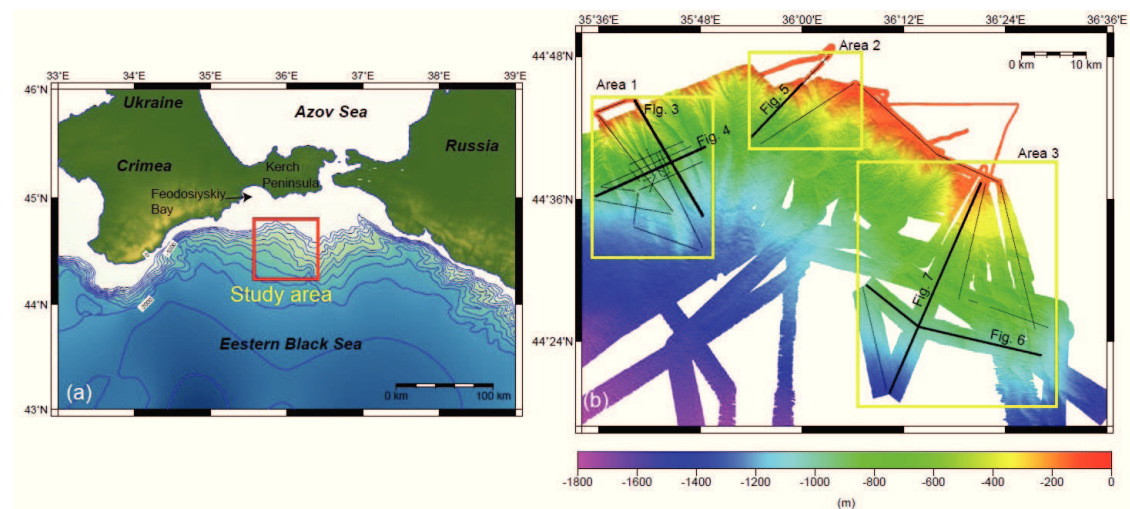 33°E 34°E 35°E 36°E 37°E 38°E 39°E
46°N
45°N
44°N
43°N
Ukraine
Azov Sea
Russia
Crimea
Kerch
Peninsula
Feodosiyskiy
Bay
Study area
Eestern Black Sea
2000
(a)
0 km 100 km
35°36'E 35°48'E 36°00'E 36°12'E 36°24'E 36°36'E
44°48'N
44°36'N
44°24'N
Area 2
0 km 10 km
Area 1
Fig. 3
Fig. 5
Fig. 4
Area 3
Fig. 7
Fig. 6
(b)
-1800 -1600 -1400 -1200 -1000 -800 -600 -400 -200 0
(m)